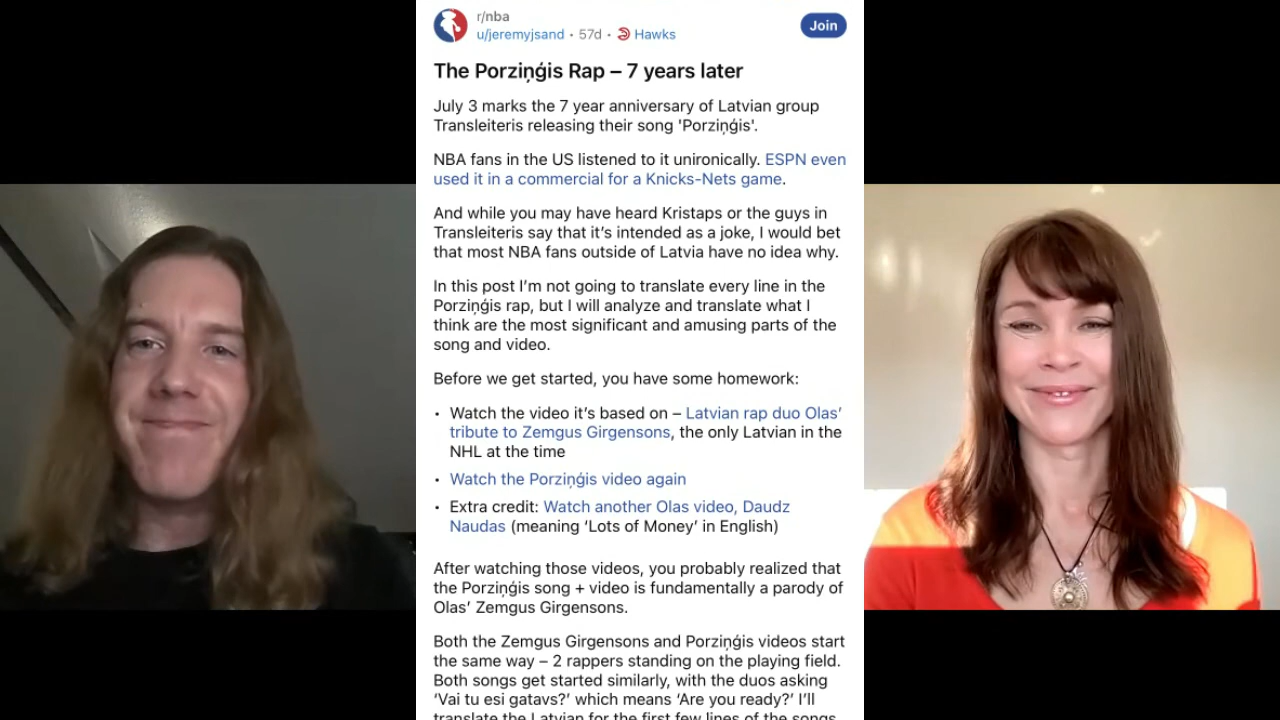 r/nba
u/jeremyjsand • 57d • Hawks
Join
The Porziņģis Rap – 7 years later
July 3 marks the 7 year anniversary of Latvian group
Transleiteris releasing their song 'Porziņģis'.
NBA fans in the US listened to it unironically. ESPN even
used it in a commercial for a Knicks-Nets game.
And while you may have heard Kristaps or the guys in
Transleiteris say that it’s intended as a joke, I would bet
that most NBA fans outside of Latvia have no idea why.
In this post I’m not going to translate every line in the
Porziņģis rap, but I will analyze and translate what I
think are the most significant and amusing parts of the
song and video.
Before we get started, you have some homework:
• Watch the video it’s based on – Latvian rap duo Olas’
tribute to Zemgus Girgensons, the only Latvian in the
NHL at the time
• Watch the Porziņģis video again
• Extra credit: Watch another Olas video, Daudz
Naudas (meaning ‘Lots of Money’ in English)
After watching those videos, you probably realized that
the Porziņģis song + video is fundamentally a parody of
Olas’ Zemgus Girgensons.
Both the Zemgus Girgensons and Porziņģis videos start
the same way – 2 rappers standing on the playing field.
Both songs get started similarly, with the duos asking
‘Vai tu esi gatavs?’ which means ‘Are you ready?’ I’ll
translate the Latvian for the first few lines of the songs